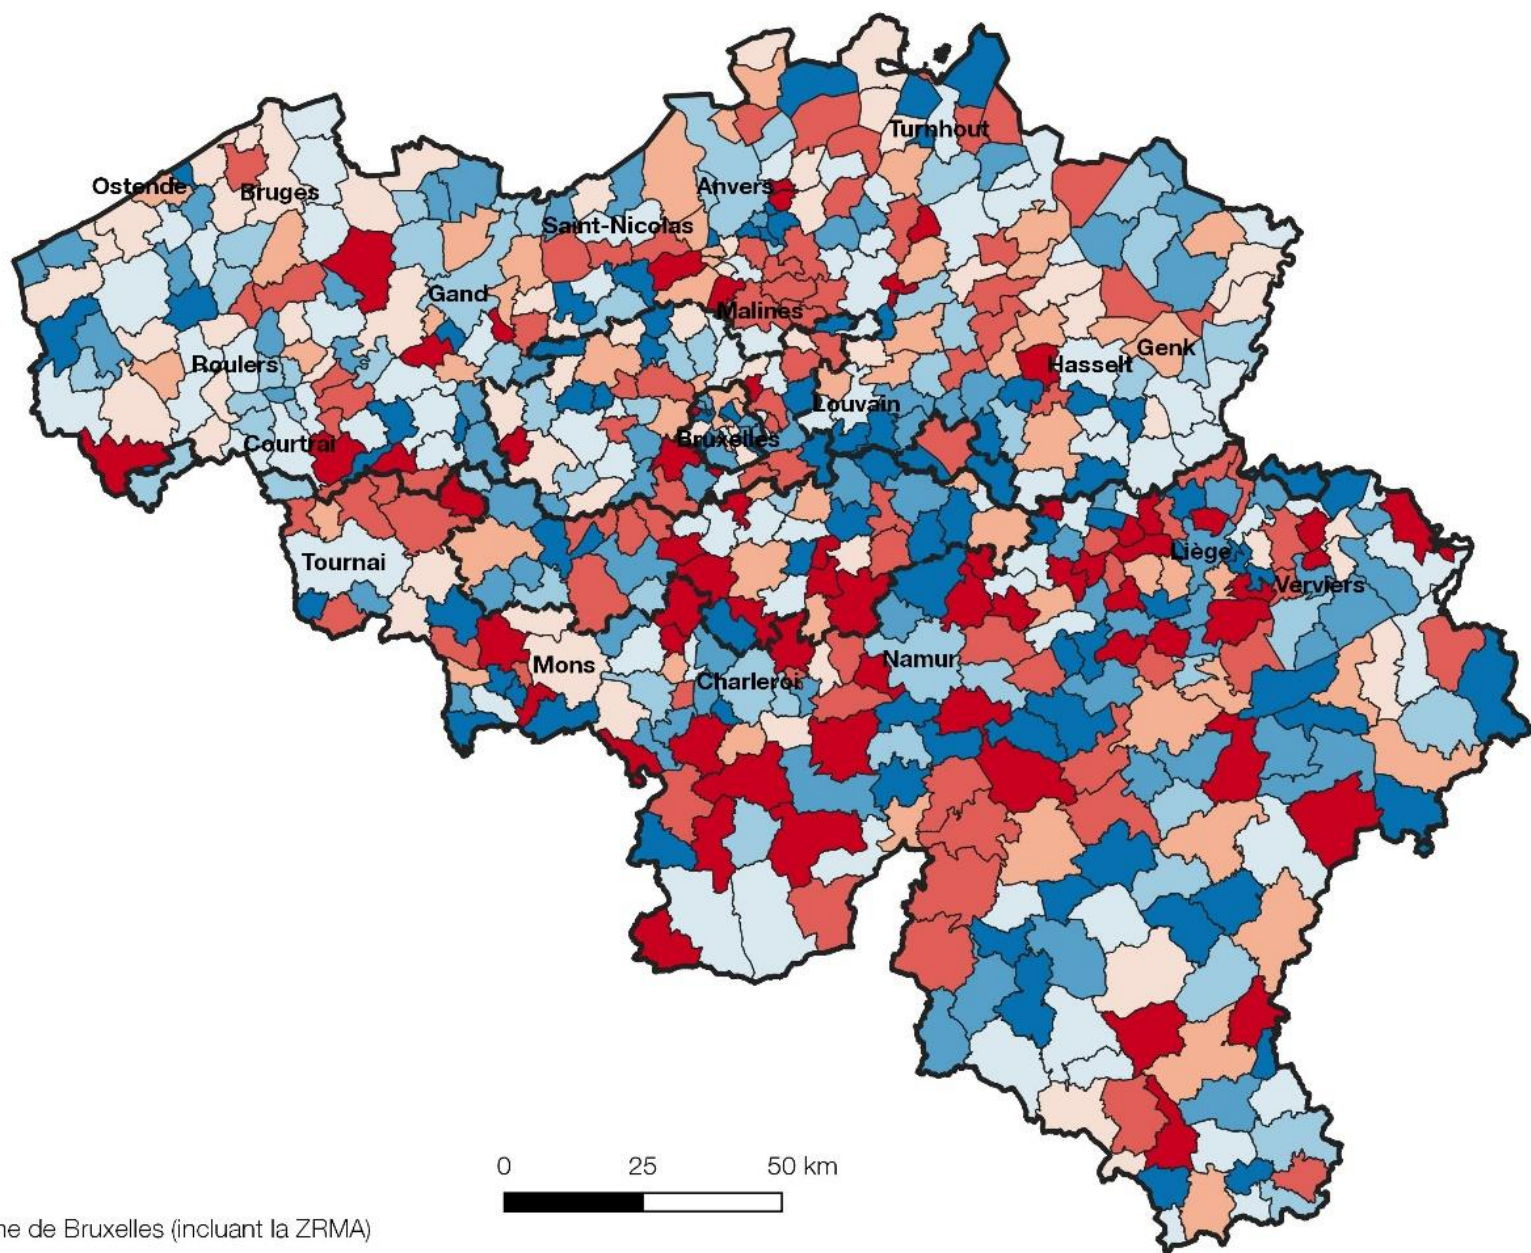 Turnhout
Ostende
Bruges
Anvers
Saint-Nicolas
Gand
Malines
Roulers
Hasselt
Genk
Louvain
Courtrai
Bruxelles
Tournai
Liège
Verviers
Mons
Namur
Charleroi
0 25 50 km
ne de Bruxelles (incluant la ZRMA)